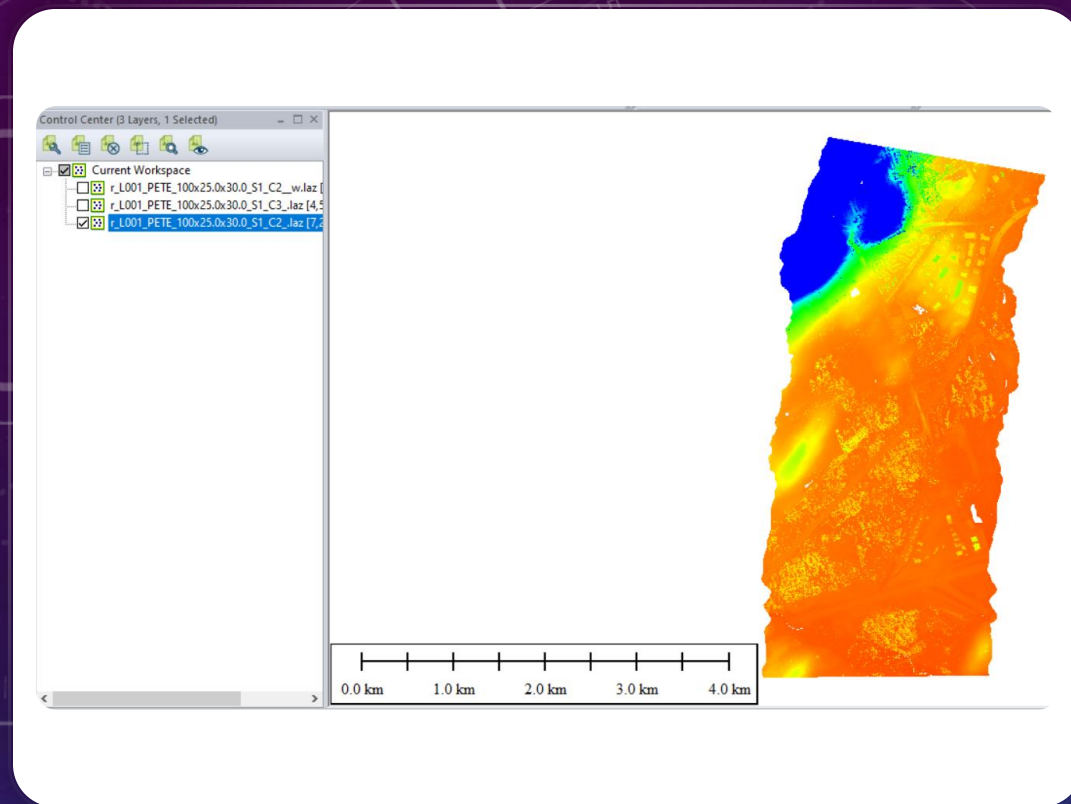 Control Center (3 Layers, 1 Selected)
Current Workspace
r_L001_PETE_100x25.0x30.0_S1_C2__w.laz [
r_L001_PETE_100x25.0x30.0_S1_C3_.laz [4,5
r_L001_PETE_100x25.0x30.0_S1_C2_.laz [7,2
0.0 km 1.0 km 2.0 km 3.0 km 4.0 km